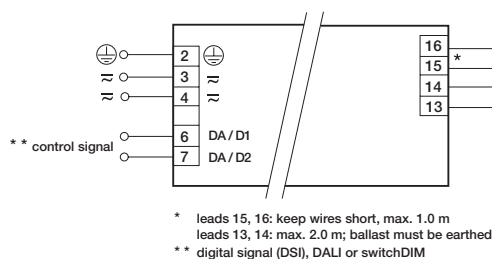 2
3
4
6 DA / D1
7 DA / D2
* * control signal
16
15 *
14
13
* leads 15, 16: keep wires short, max. 1.0 m
leads 13, 14: max. 2.0 m; ballast must be earthed
* * digital signal (DSI), DALI or switchDIM